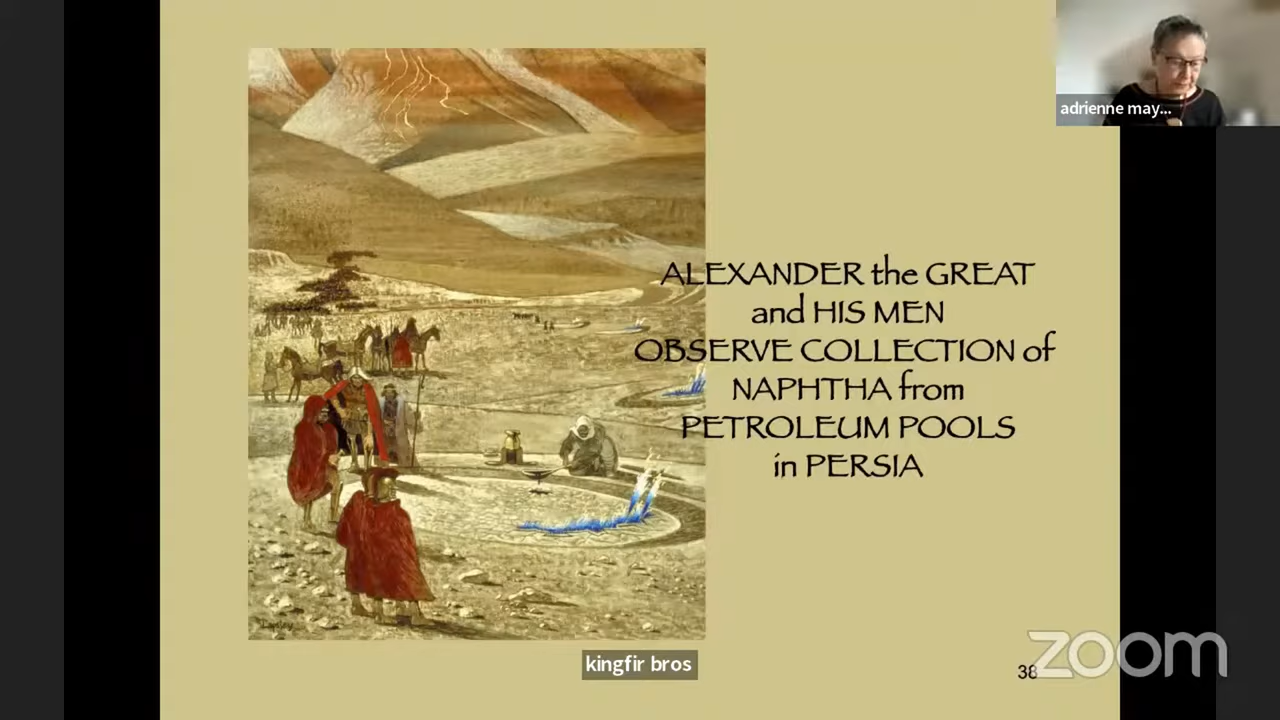 adrienne may...
ALEXANDER the GREAT
and HIS MEN
OBSERVE COLLECTION of
NAPHTHA from
PETROLEUM POOLS
in PERSIA
kingfir bros
38
zoom